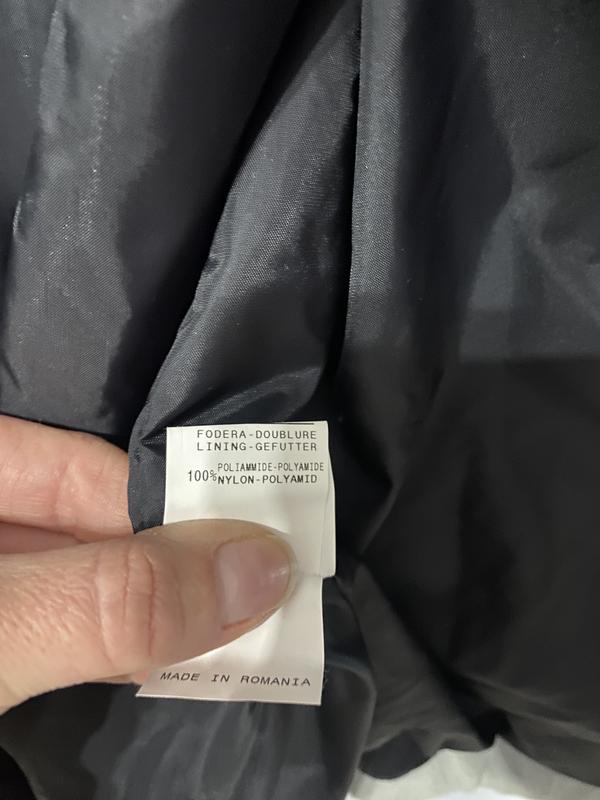 FODERA-DOUBLURE
LINING-GEFUTTER
100% POLIAMMIDE-POLYAMIDE
NYLON-POLYAMID
MADE IN ROMANIA